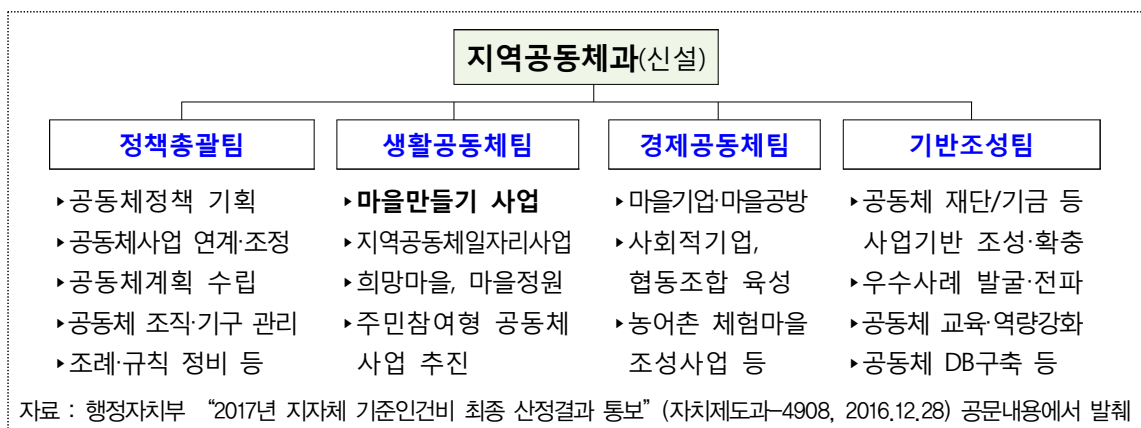 지역공동체과(신설)
정책총괄팀
▸공동체정책 기획
▸공동체사업 연계·조정
▸공동체계획 수립
▸공동체 조직·기구 관리
▸조례·규칙 정비 등
생활공동체팀
▸마을만들기 사업
▸지역공동체일자리사업
▸희망마을, 마을정원
▸주민참여형 공동체
사업 추진
경제공동체팀
▸마을기업·마을공방
▸사회적기업,
협동조합 육성
▸농어촌 체험마을
조성사업 등
기반조성팀
▸공동체 재단/기금 등
사업기반 조성·확충
▸우수사례 발굴·전파
▸공동체 교육·역량강화
▸공동체 DB구축 등
자료 : 행정자치부 “2017년 지자체 기준인건비 최종 산정결과 통보” (자치제도과-4908, 2016.12.28) 공문내용에서 발췌